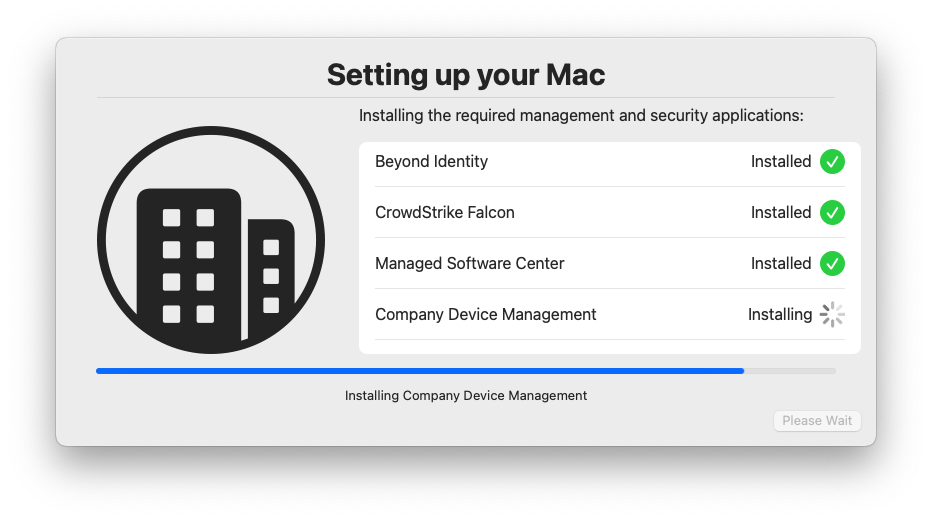 Setting up your Mac
Installing the required management and security applications:
Beyond Identity Installed
CrowdStrike Falcon Installed
Managed Software Center Installed
Company Device Management Installing
Installing Company Device Management
Please Wait